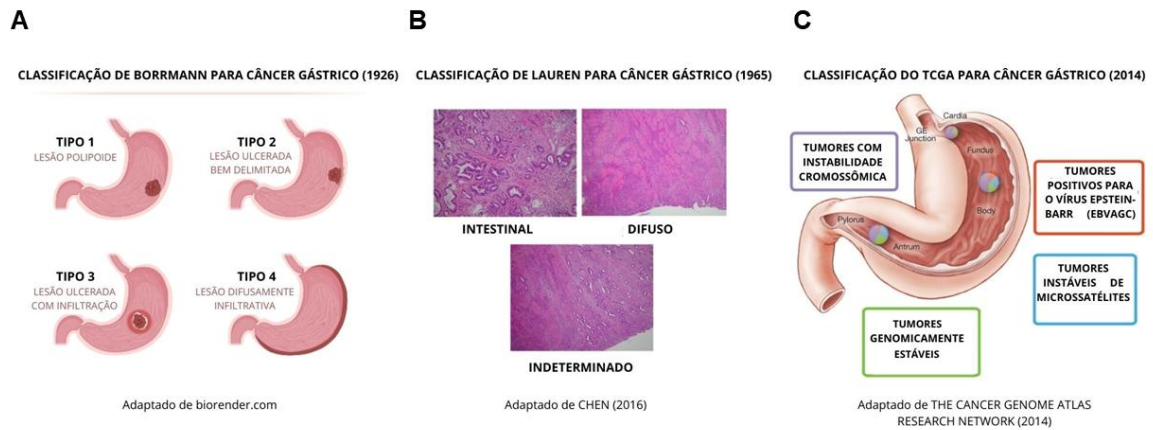 A
CLASSIFICAÇÃO DE BORRMANN PARA CÂNCER GÁSTRICO (1926)
TIPO 1
LESÃO POLIPOIDE
TIPO 2
LESÃO ULCERADA
BEM DELIMITADA
TIPO 3
LESÃO ULCERADA
COM INFILTRAÇÃO
TIPO 4
LESÃO DIFUSAMENTE
INFILTRATIVA
Adaptado de biorender.com
B
CLASSIFICAÇÃO DE LAUREN PARA CÂNCER GÁSTRICO (1965)
INTESTINAL
DIFUSO
INDETERMINADO
Adaptado de CHEN (2016)
C
CLASSIFICAÇÃO DO TCGA PARA CÂNCER GÁSTRICO (2014)
TUMORES COM
INSTABILIDADE
CROMOSSÔMICA
Cardia
GE
Junction
Fundus
Body
Pylorus
Antrum
TUMORES
POSITIVOS PARA
O VÍRUS EPSTEIN-
BARR (EBVAGC)
TUMORES
INSTÁVEIS DE
MICROSSATÉLITES
TUMORES
GENOMICAMENTE
ESTÁVEIS
Adaptado de THE CANCER GENOME ATLAS
RESEARCH NETWORK (2014)